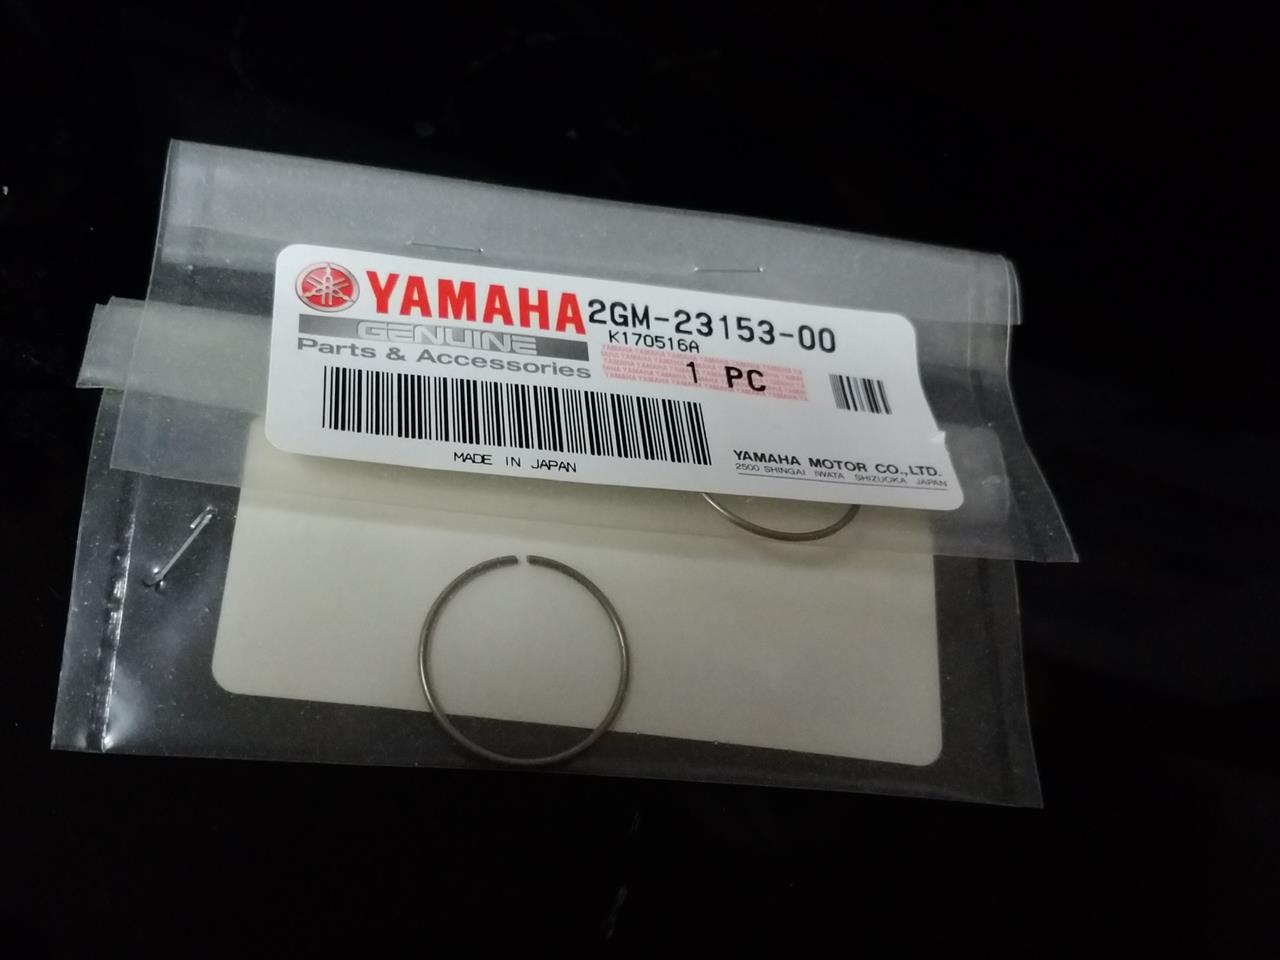 YAMAHA 2GM-23153-00
GENUINE K170516A
Parts & Accessories 1 PC
MADE IN JAPAN
YAMAHA MOTOR CO.,LTD.
2500 SHINGAI IWATA SHIZUOKA JAPAN